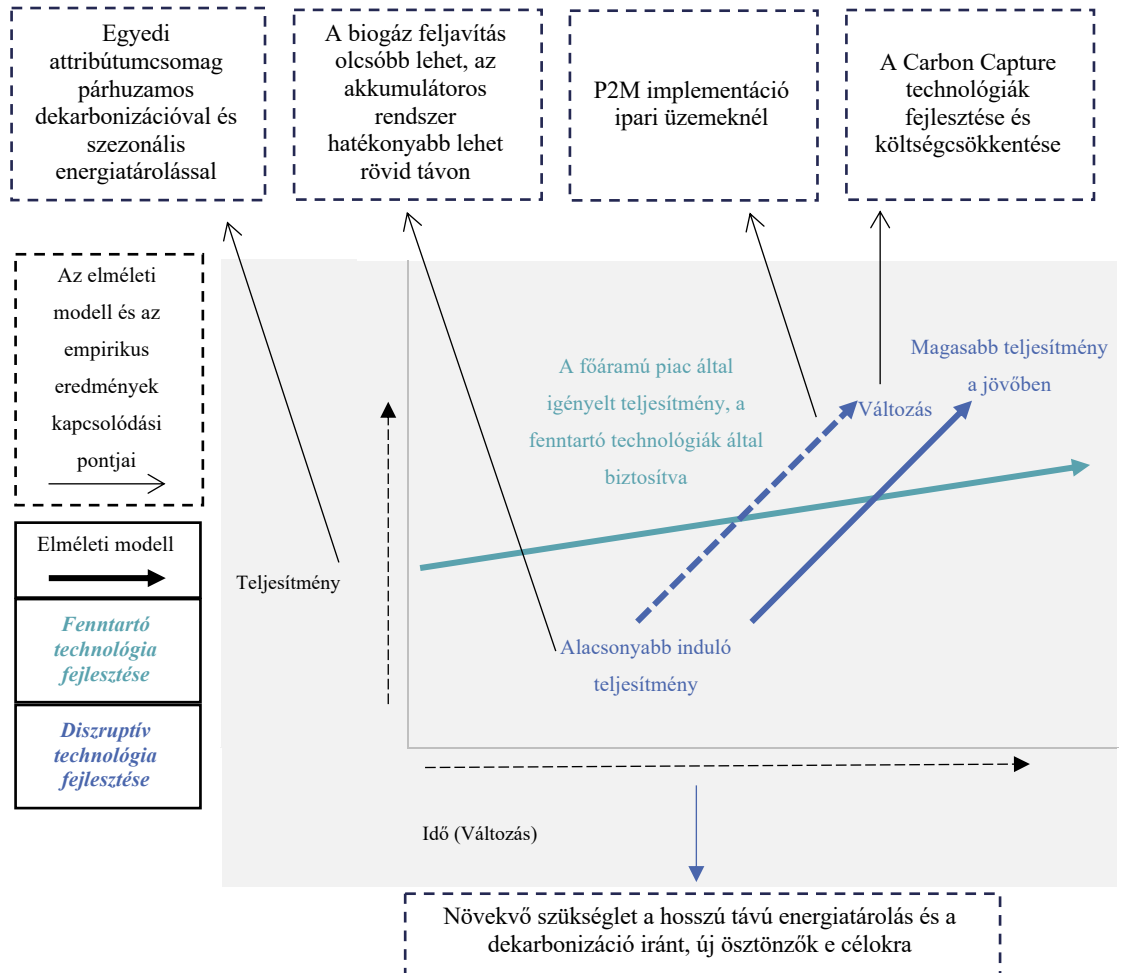 Egyedi
attribútumcsomag
párhuzamos
dekarbonizációval és
szezonális
energiatárolással
A biogáz feljavítás
olcsóbb lehet, az
akkumulátoros
rendszer
hatékonyabb lehet
rövid távon
P2M implementáció
ipari üzemeknél
A Carbon Capture
technológiák
fejlesztése és
költségcsökkentése
Az elméleti
modell és az
empirikus
eredmények
kapcsolódási
pontjai
Elméleti modell
Fenntartó
technológia
fejlesztése
Diszruptív
technológia
fejlesztése
Teljesítmény
A főáramú piac által
igényelt teljesítmény, a
fenntartó technológiák által
biztosítva
Változás
Magasabb teljesítmény
a jövőben
Alacsonyabb induló
teljesítmény
Idő (Változás)
Növekvő szükséglet a hosszú távú energiatárolás és a
dekarbonizáció iránt, új ösztönzők e célokra